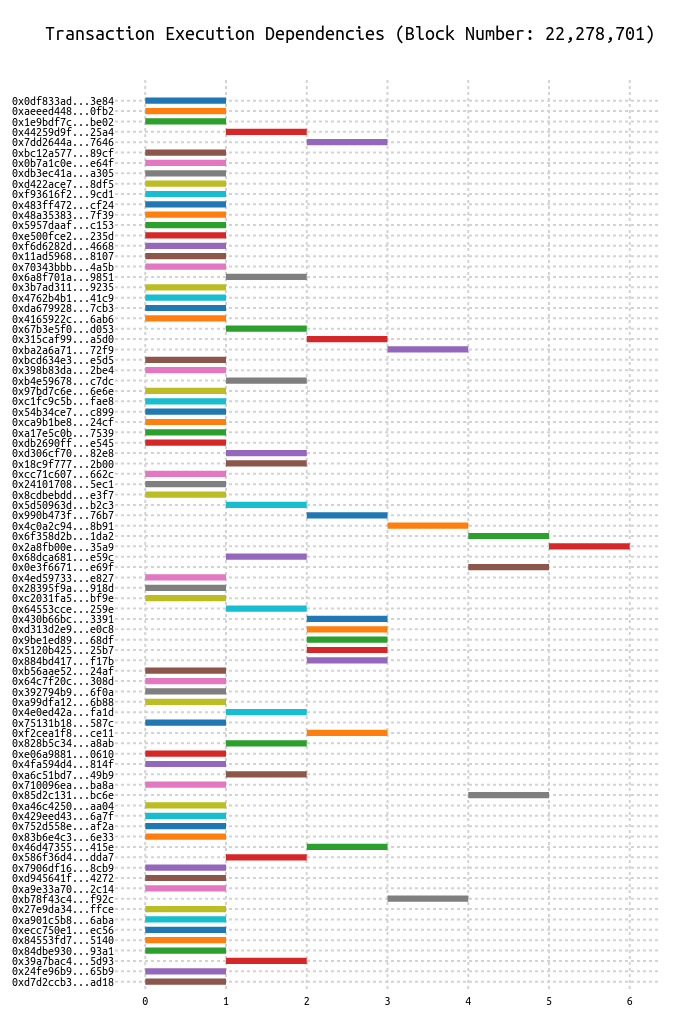 Transaction Execution Dependencies (Block Number: 22,278,701)
0x0df833ad...3e84
0xaeeed448...0fb2
0x1e9bdf7c...be02
0x44259d9f...25a4
0x7dd2644a...7646
0xbc12a577...89cf
0x0b7a1c0e...e64f
0xdb3ec41a...a305
0xd422ace7...8df5
0xf93616f2...9cd1
0x483ff472...cf24
0x48a35383...7f39
0x5957daaf...c153
0xe500fce2...235d
0xf6d6282d...4668
0x11ad5968...8107
0x70343bbb...4a5b
0x6a8f701a...9851
0x3b7ad311...9235
0x4762b4b1...41c9
0xda679928...7cb3
0x4165922c...6ab6
0x67b3e5f0...d053
0x315caf99...a5d0
0xba2a6a71...72f9
0xbcd634e3...e5d5
0x398b83da...2be4
0xb4e59678...c7dc
0x97bd7c6e...6e6e
0xc1fc9c5b...fae8
0x54b34ce7...c899
0xca9b1be8...24cf
0xa17e5c0b...7539
0xdb2690ff...e545
0xd306cf70...82e8
0x18c9f777...2b00
0xcc71c607...662c
0x24101708...5ec1
0x8cdbebdd...e3f7
0x5d50963d...b2c3
0x990b473f...76b7
0x4c0a2c94...8b91
0x6f358d2b...1da2
0x2a8fb00e...35a9
0x68dca681...e59c
0x0e3f6671...e69f
0x4ed59733...e827
0x28395f9a...918d
0xc2031fa5...bf9e
0x64553cce...259e
0x430b66bc...3391
0xd313d2e9...e0c8
0x9be1ed89...68df
0x5120b425...25b7
0x884bd417...f17b
0xb56aae52...24af
0x64c7f20c...308d
0x392794b9...6f0a
0xa99dfa12...6b88
0x4e0ed42a...fa1d
0x75131b18...587c
0xf2cea1f8...ce11
0x828b5c34...a8ab
0xe06a9881...0610
0x4fa594d4...814f
0xa6c51bd7...49b9
0x710096ea...ba8a
0x85d2c131...bc6e
0xa46c4250...aa04
0x429eed43...6a7f
0x752d558e...af2a
0x83b6e4c3...6e33
0x46d47355...415e
0x586f36d4...dda7
0x7906df16...8cb9
0xd945641f...4272
0xa9e33a70...2c14
0xb78f43c4...f92c
0x27e9da34...ffce
0xa901c5b8...6aba
0xecc750e1...ec56
0x84553fd7...5140
0x84dbe930...93a1
0x39a7bac4...5d93
0x24fe96b9...65b9
0xd7d2ccb3...ad18
0 1 2 3 4 5 6